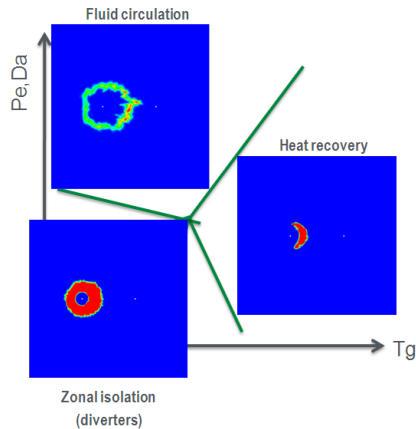 Fluid circulation
Pe,Da
Heat recovery
Tg
Zonal isolation
(diverters)